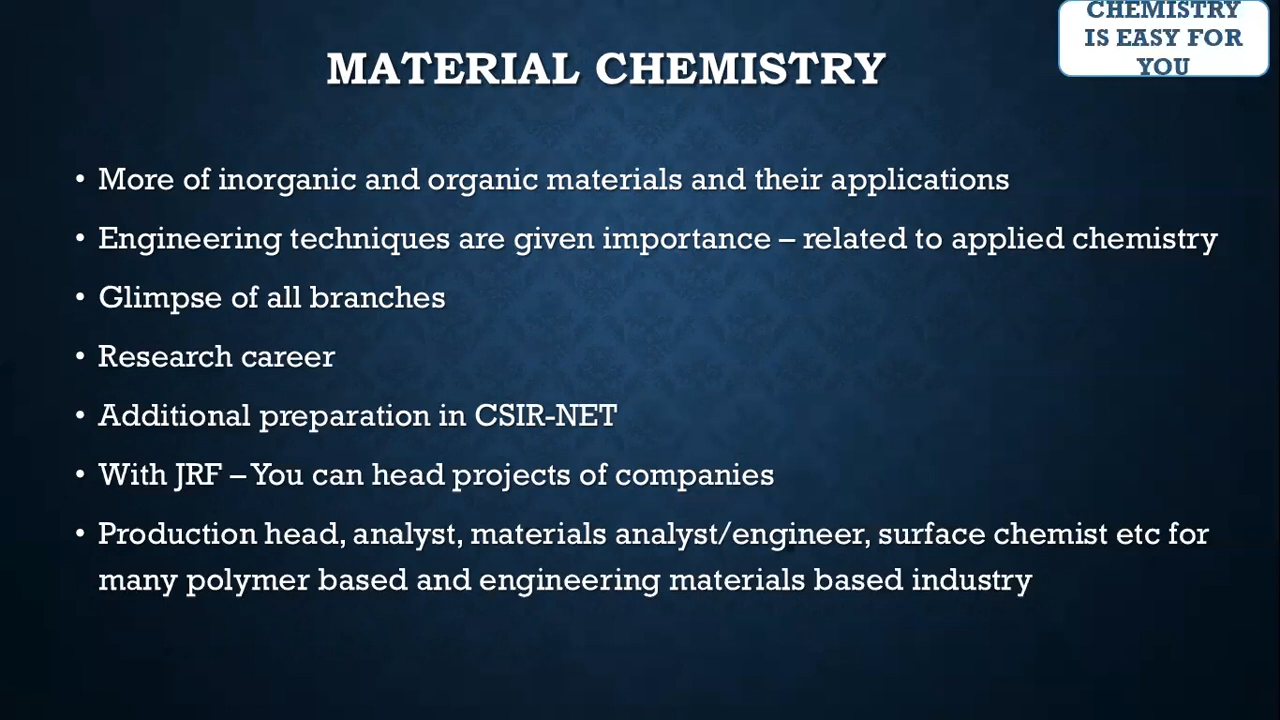 CHEMISTRY
IS EASY FOR
YOU
MATERIAL CHEMISTRY
• More of inorganic and organic materials and their applications
• Engineering techniques are given importance – related to applied chemistry
• Glimpse of all branches
• Research career
• Additional preparation in CSIR-NET
• With JRF – You can head projects of companies
• Production head, analyst, materials analyst/engineer, surface chemist etc for
many polymer based and engineering materials based industry